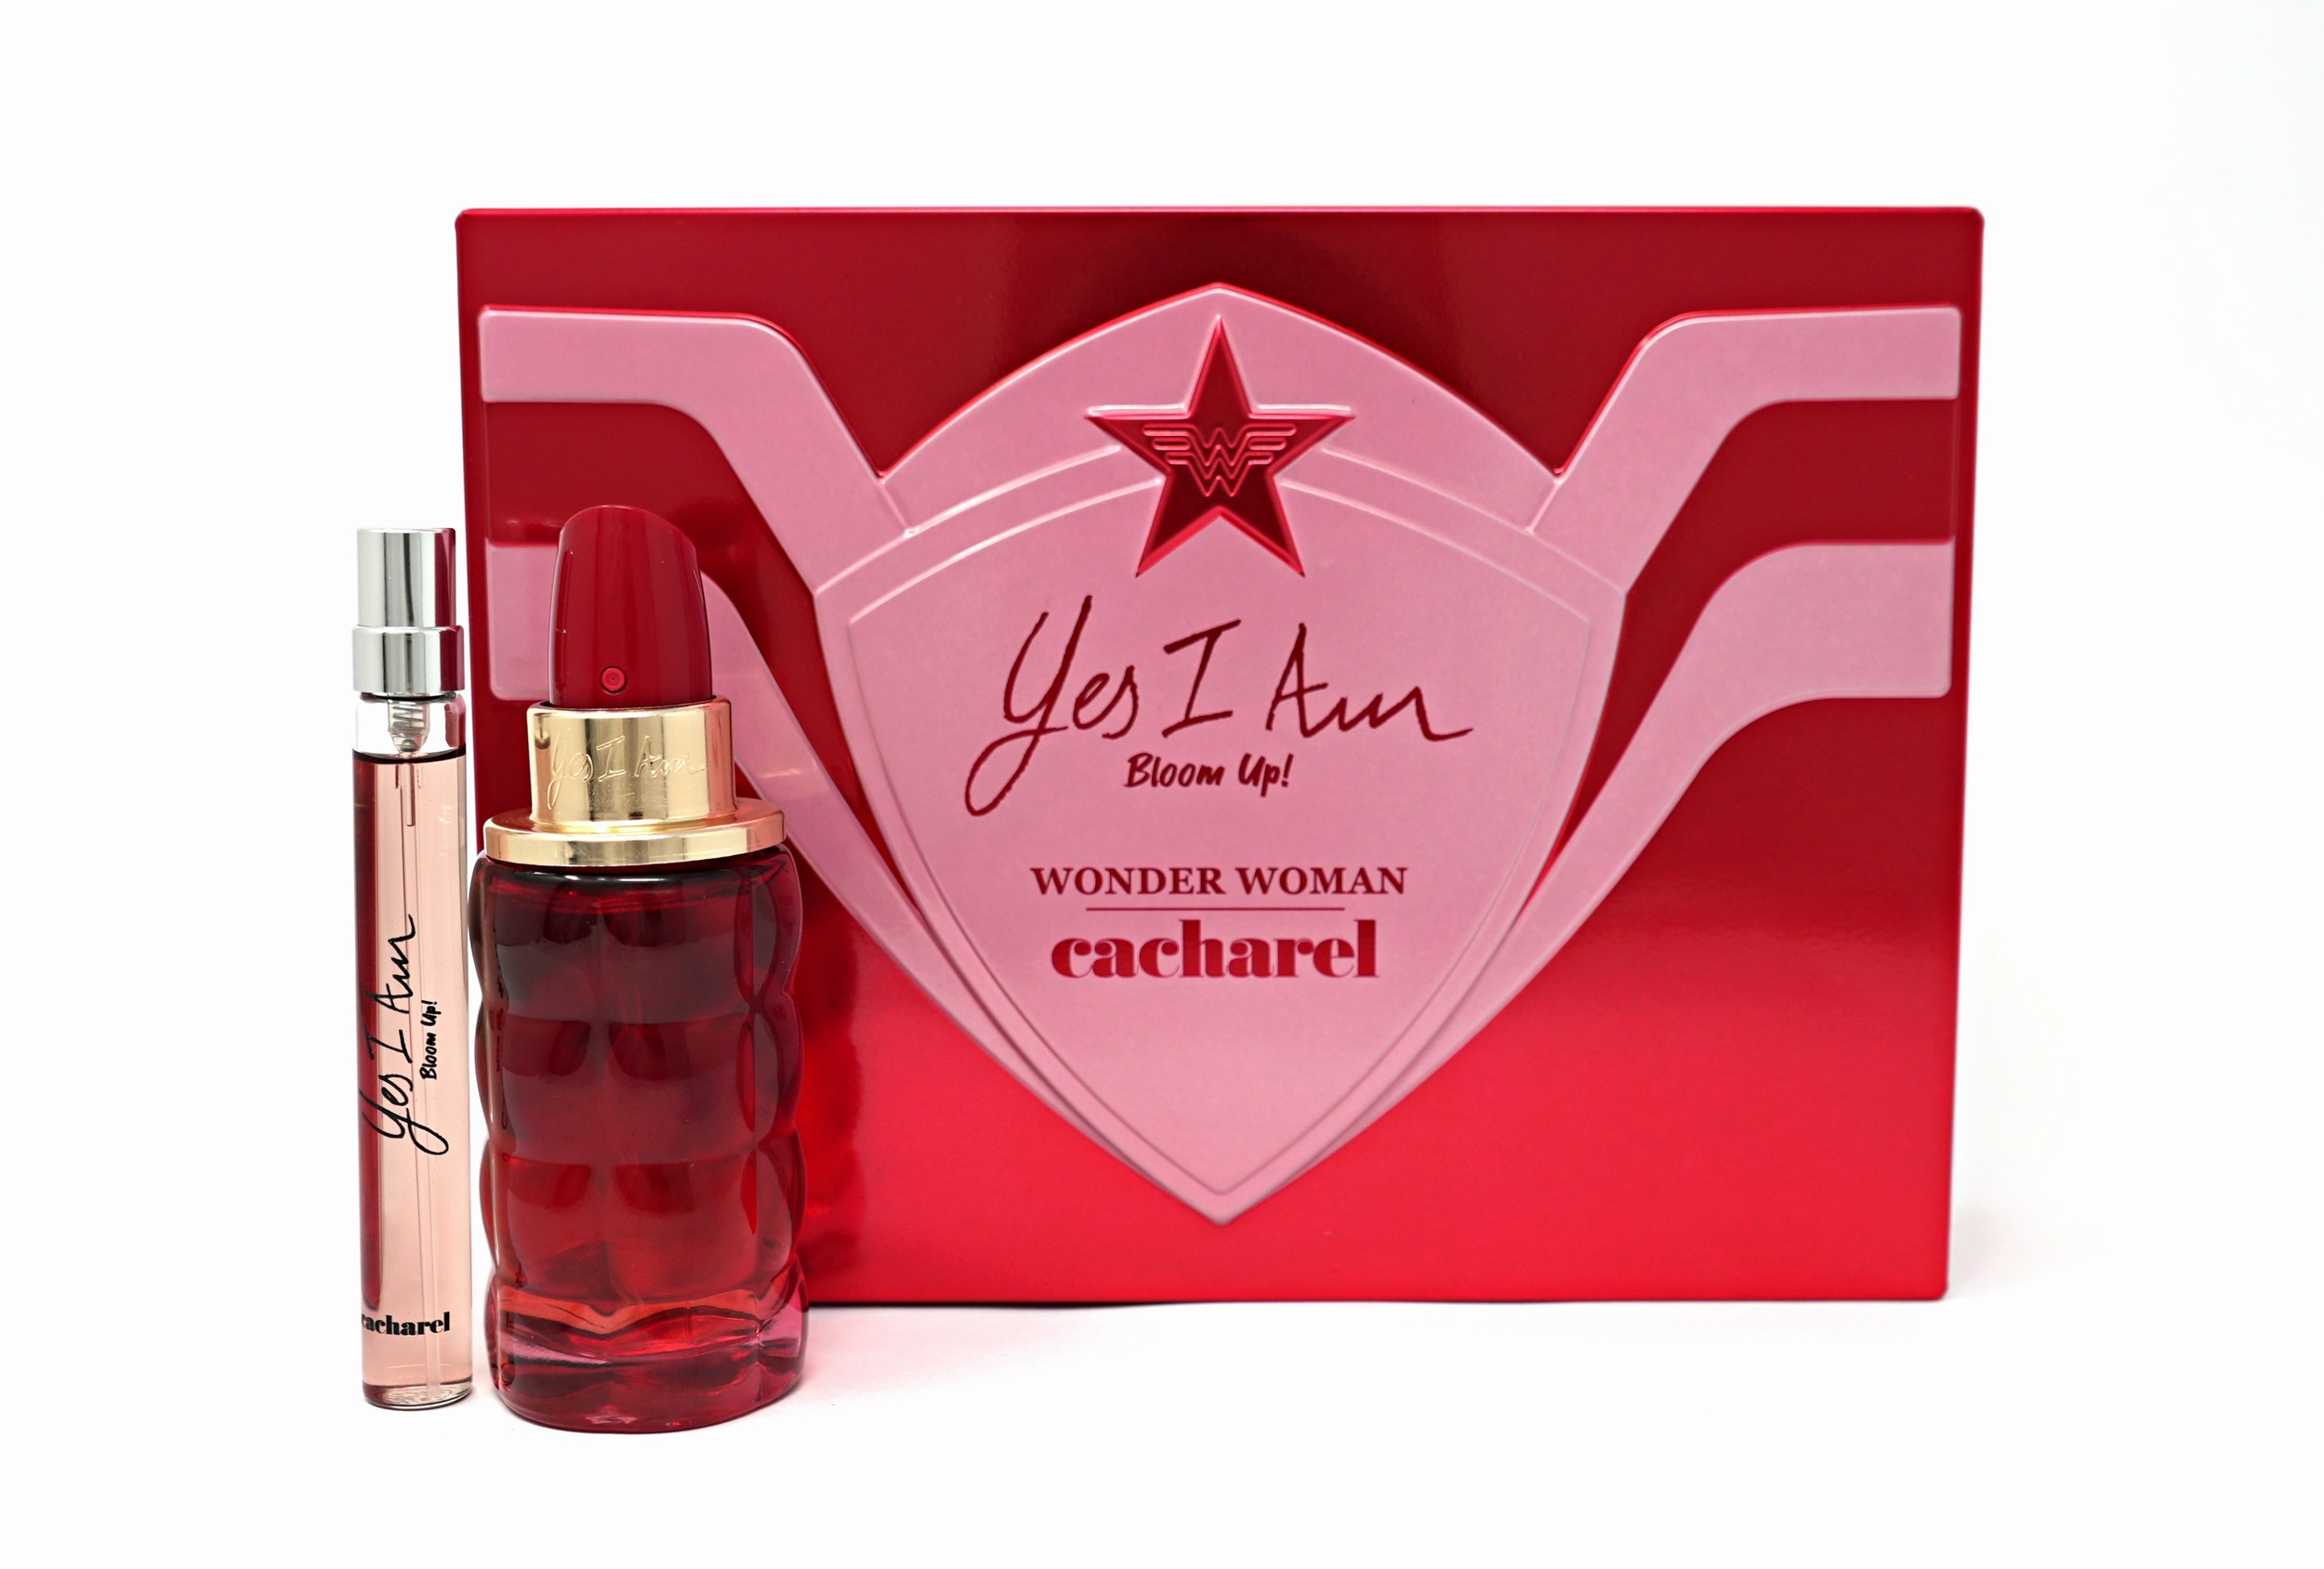 Yes I Am
Bloom Up!
WONDER WOMAN
cacharel
Yes I Am
Yes I Am
Bloom Up!
cacharel